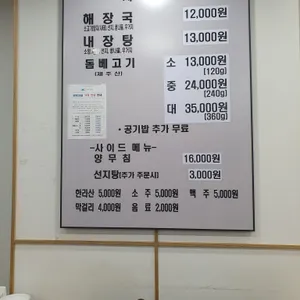 해장국 12,000원
내장탕 13,000원
돔베고기 소 13,000원
(제주산) (120g)
중 24,000원
(240g)
대 35,000원
(360g)
· 공기밥 추가 무료
-사이드 메뉴-
양무침 16,000원
선지탕(추가 주문시) 3,000원
한라산 5,000원 소주 5,000원 맥주 5,000원
막걸리 4,000원 음료 2,000원